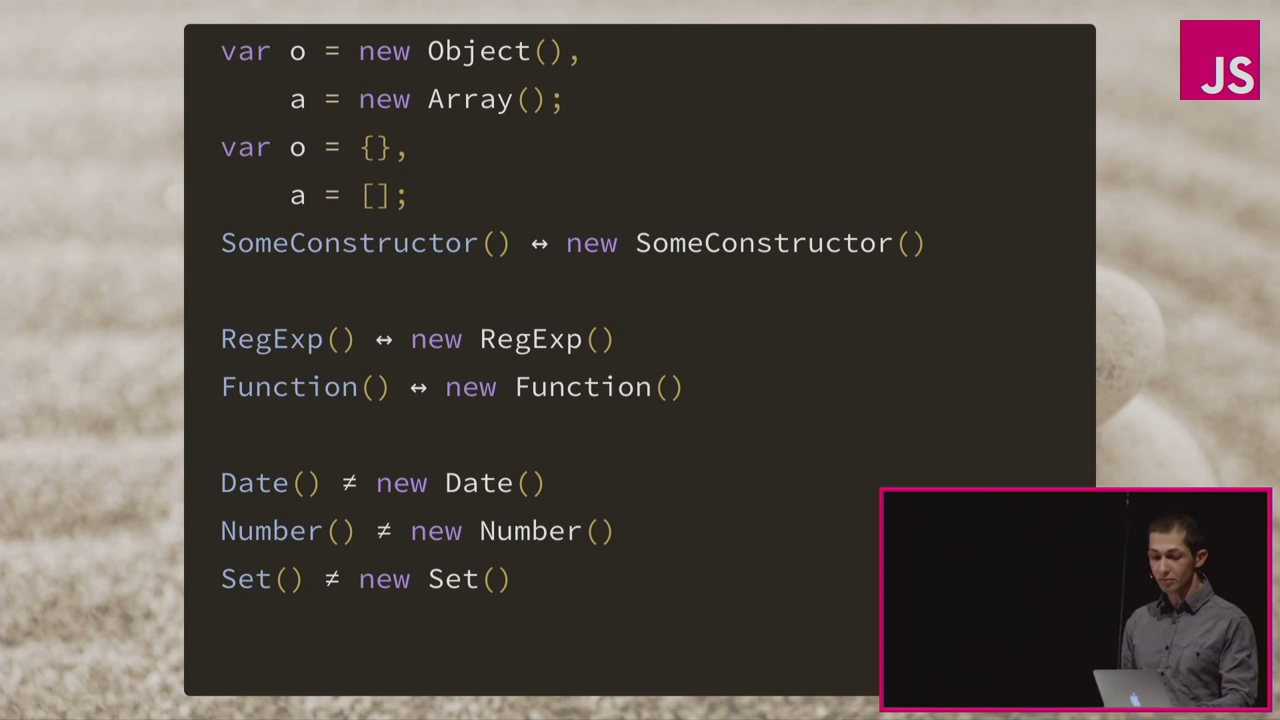 var o = new Object(),
    a = new Array();
var o = {},
    a = [];
SomeConstructor() ↔ new SomeConstructor()
RegExp() ↔ new RegExp()
Function() ↔ new Function()
Date() ≠ new Date()
Number() ≠ new Number()
Set() ≠ new Set()
JS